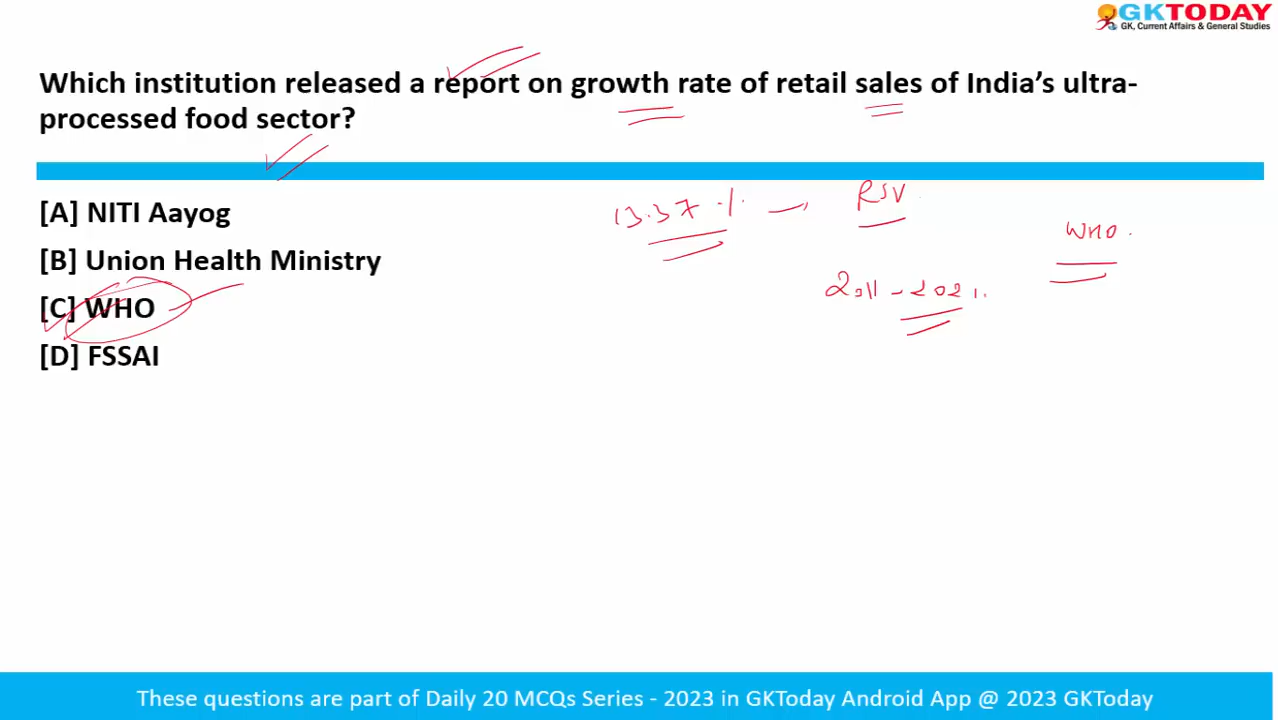 GKTODAY
GK, Current Affairs & General Studies
Which institution released a report on growth rate of retail sales of India’s ultra-
processed food sector?
[A] NITI Aayog
13.37 %. → RSV
[B] Union Health Ministry
WHO.
2011-2021.
[C] WHO
[D] FSSAI
These questions are part of Daily 20 MCQs Series - 2023 in GKToday Android App @ 2023 GKToday